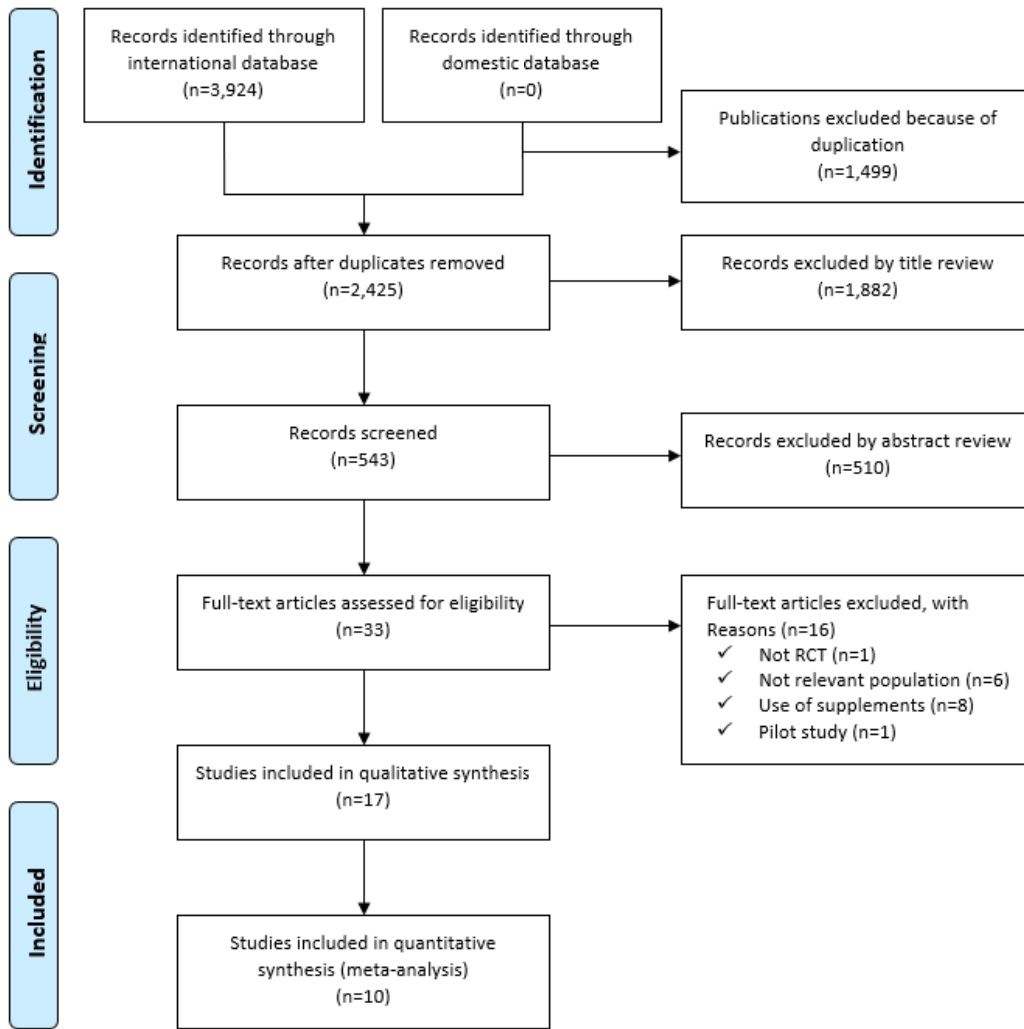 Identification
Records identified through
international database
(n=3,924)
Records identified through
domestic database
(n=0)
Publications excluded because of
duplication
(n=1,499)
Records after duplicates removed
(n=2,425)
Records excluded by title review
(n=1,882)
Screening
Records screened
(n=543)
Records excluded by abstract review
(n=510)
Eligibility
Full-text articles assessed for eligibility
(n=33)
Full-text articles excluded, with
Reasons (n=16)
✓ Not RCT (n=1)
✓ Not relevant population (n=6)
✓ Use of supplements (n=8)
✓ Pilot study (n=1)
Studies included in qualitative synthesis
(n=17)
Included
Studies included in quantitative
synthesis (meta-analysis)
(n=10)